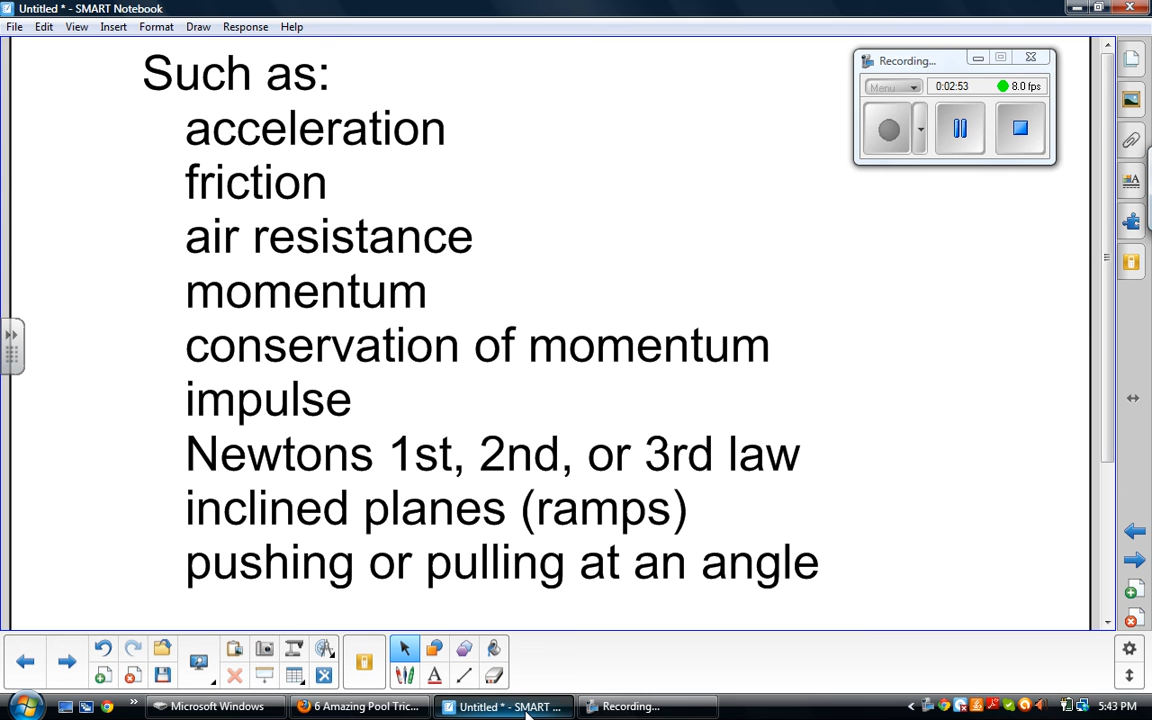 Untitled * - SMART Notebook
File Edit View Insert Format Draw Response Help
Such as:
acceleration
friction
air resistance
momentum
conservation of momentum
impulse
Newtons 1st, 2nd, or 3rd law
inclined planes (ramps)
pushing or pulling at an angle
Recording...
Menu 0:02:53 8.0 fps
Microsoft Windows
6 Amazing Pool Tric...
Untitled * - SMART ...
Recording...
5:43 PM